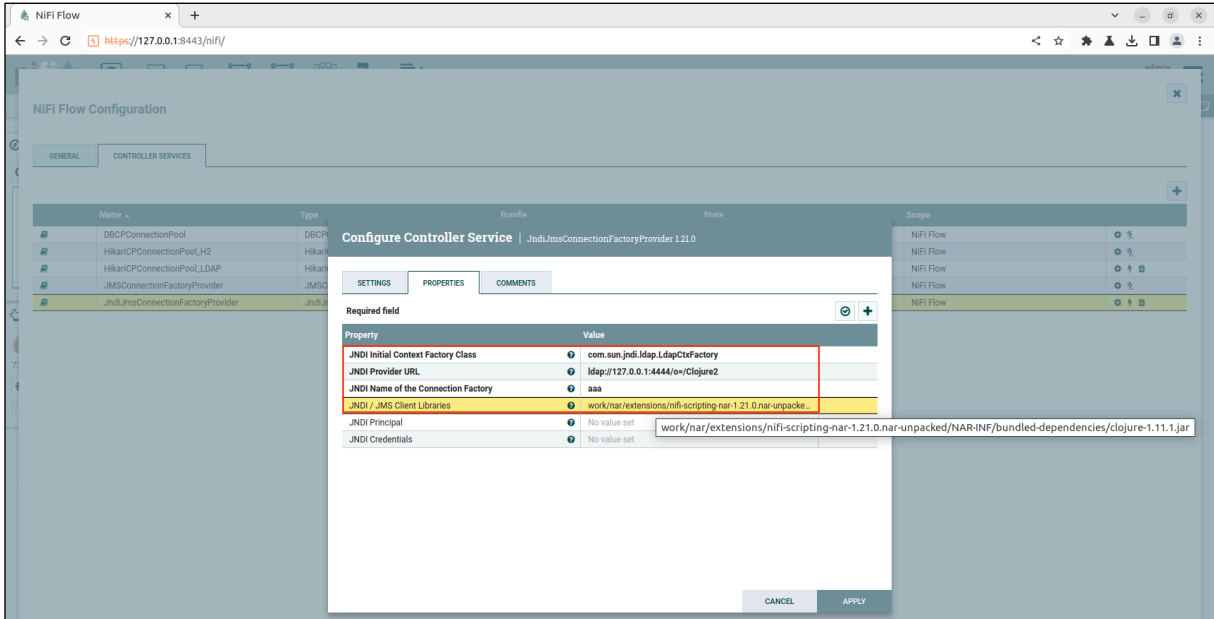 NiFi Flow
https://127.0.0.1:8443/nifi/
admin
NiFi Flow Configuration
GENERAL CONTROLLER SERVICES
Name Type Bundle State Scope
DBCPConnectionPool DBCP NiFi Flow
HikariCPConnectionPool_H2 Hikari NiFi Flow
HikariCPConnectionPool_LDAP Hikari NiFi Flow
JMSConnectionFactoryProvider JMSC NiFi Flow
JndiJmsConnectionFactoryProvider JndiJ NiFi Flow
Configure Controller Service | JndiJmsConnectionFactoryProvider 1.21.0
SETTINGS PROPERTIES COMMENTS
Required field
Property Value
JNDI Initial Context Factory Class com.sun.jndi.ldap.LdapCtxFactory
JNDI Provider URL ldap://127.0.0.1:4444/o=/Clojure2
JNDI Name of the Connection Factory aaa
JNDI / JMS Client Libraries work/nar/extensions/nifi-scripting-nar-1.21.0.nar-unpacke...
JNDI Principal No value set
work/nar/extensions/nifi-scripting-nar-1.21.0.nar-unpacked/NAR-INF/bundled-dependencies/clojure-1.11.1.jar
JNDI Credentials No value set
CANCEL APPLY